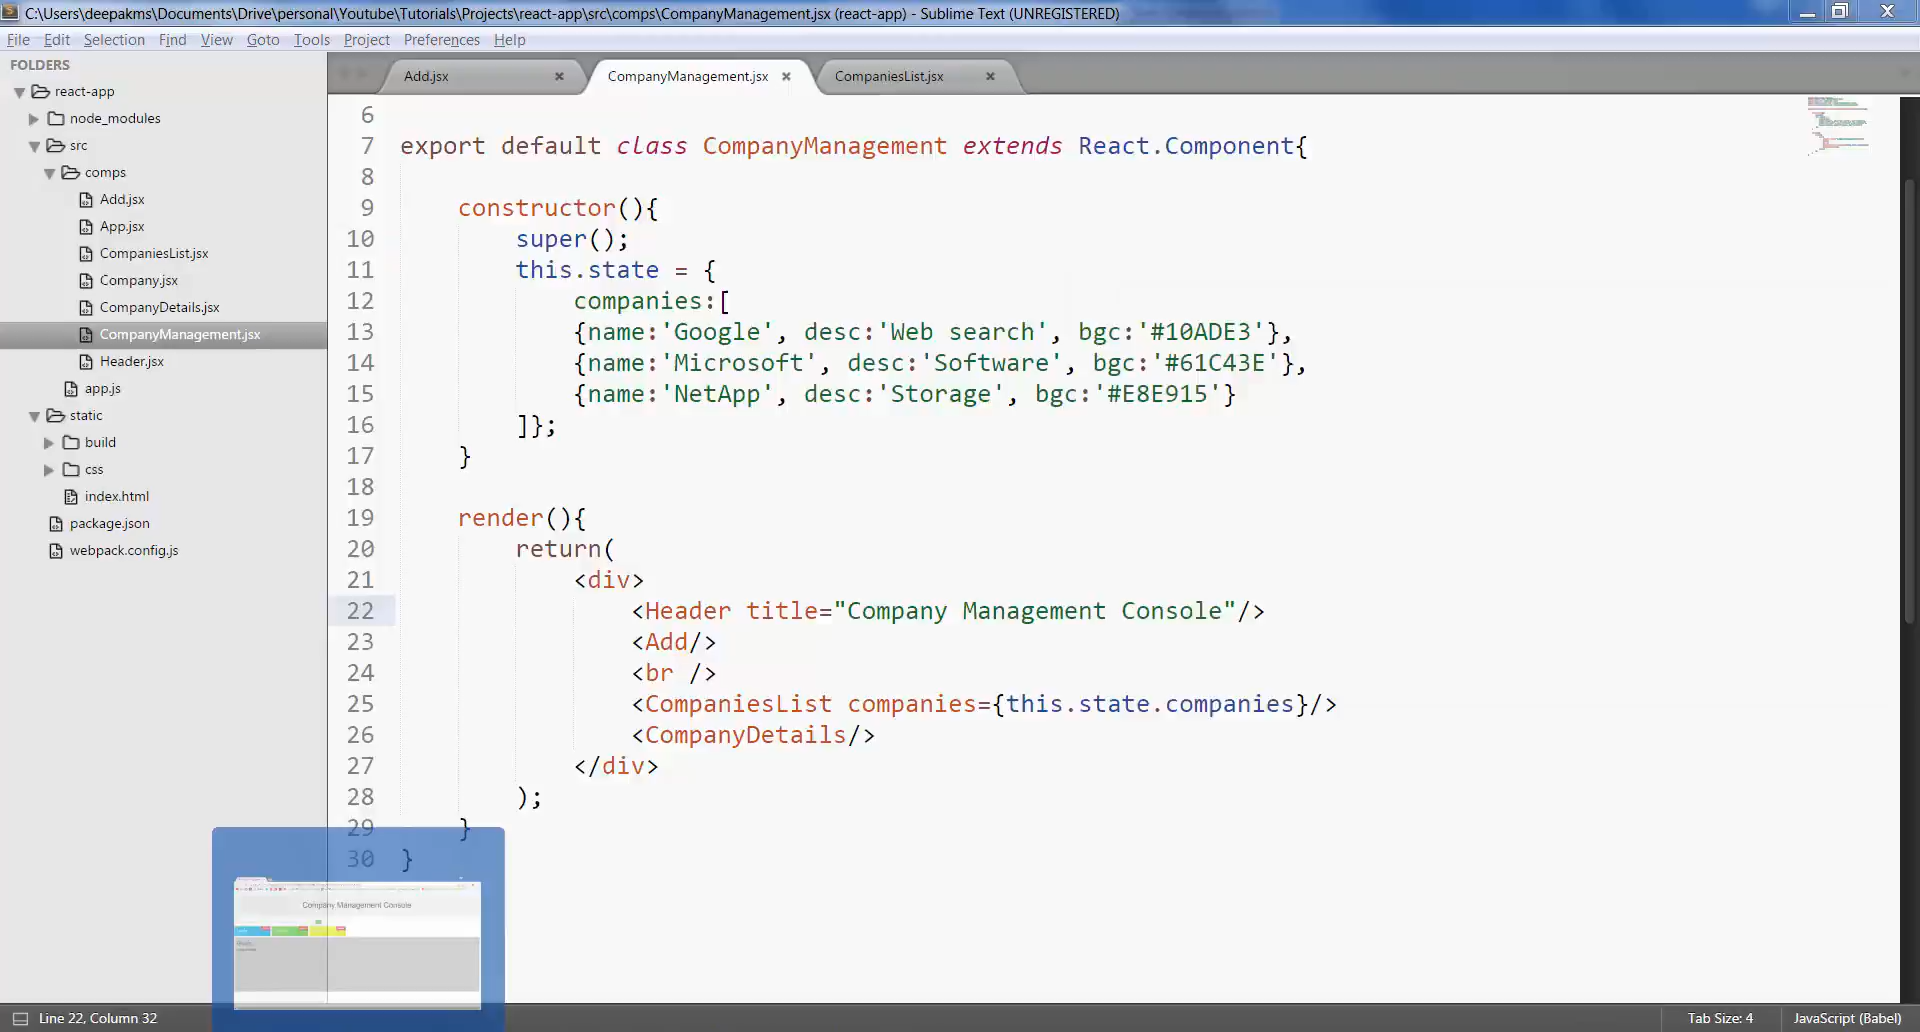 C:\Users\deepakms\Documents\Drive\personal\Youtube\Tutorials\Projects\react-app\src\comps\CompanyManagement.jsx (react-app) - Sublime Text (UNREGISTERED)
File Edit Selection Find View Goto Tools Project Preferences Help
FOLDERS
react-app
node_modules
src
comps
Add.jsx
App.jsx
CompaniesList.jsx
Company.jsx
CompanyDetails.jsx
CompanyManagement.jsx
Header.jsx
app.js
static
build
css
index.html
package.json
webpack.config.js
Add.jsx CompanyManagement.jsx CompaniesList.jsx
6
7 export default class CompanyManagement extends React.Component{
8
9 constructor(){
10 super();
11 this.state = {
12 companies:[
13 {name:'Google', desc:'Web search', bgc:'#10ADE3'},
14 {name:'Microsoft', desc:'Software', bgc:'#61C43E'},
15 {name:'NetApp', desc:'Storage', bgc:'#E8E915'}
16 ]};
17 }
18
19 render(){
20 return(
21 <div>
22 <Header title="Company Management Console"/>
23 <Add/>
24 <br />
25 <CompaniesList companies={this.state.companies}/>
26 <CompanyDetails/>
27 </div>
28 );
29 }
30 }
Company Management Console
Line 22, Column 32 Tab Size: 4 JavaScript (Babel)